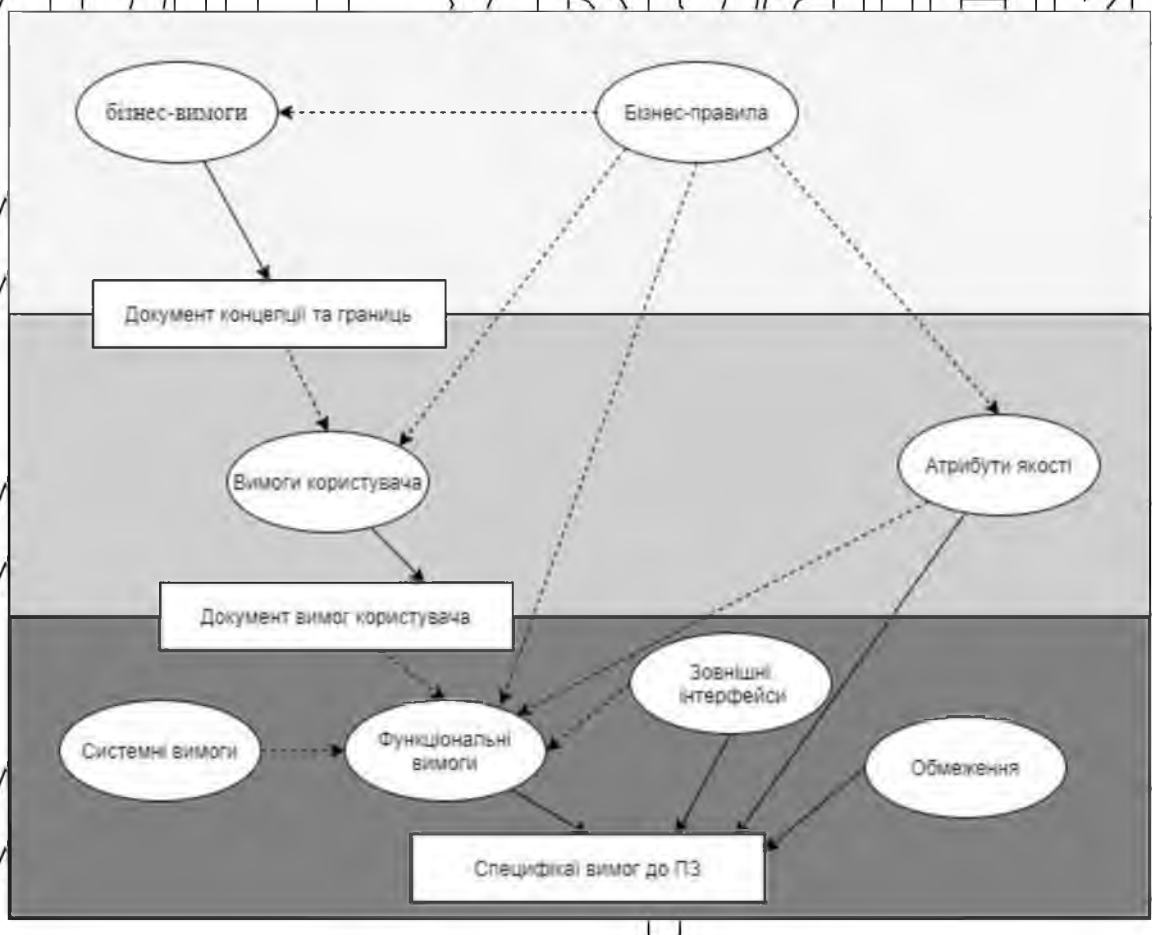 бізнес-вимоги
Бізнес-правила
Документ концепції та границь
Вимоги користувача
Атрибути якості
Документ вимог користувача
Зовнішні
інтерфейси
Системні вимоги
Функціональні
вимоги
Обмеження
Специфікаї вимог до ПЗ